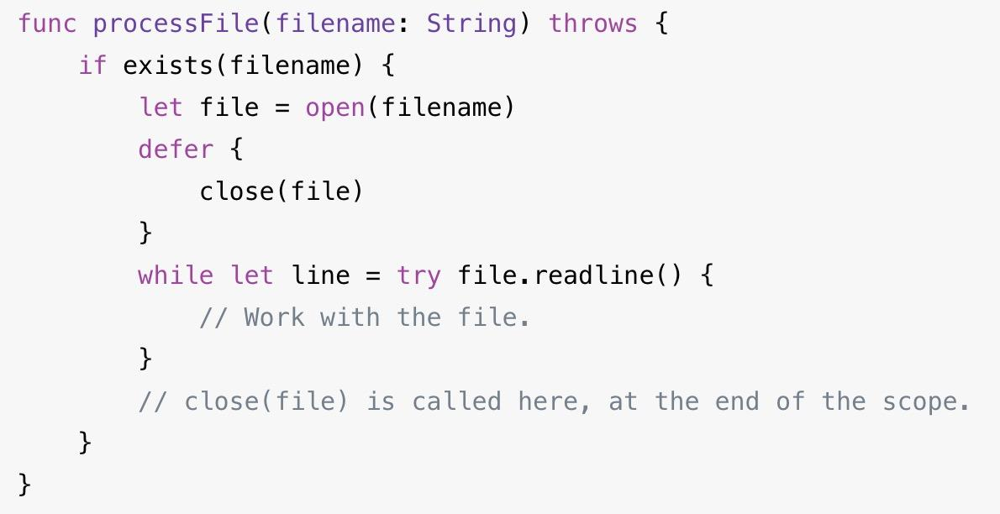 func processFile(filename: String) throws {
    if exists(filename) {
        let file = open(filename)
        defer {
            close(file)
        }
        while let line = try file.readline() {
            // Work with the file.
        }
        // close(file) is called here, at the end of the scope.
    }
}